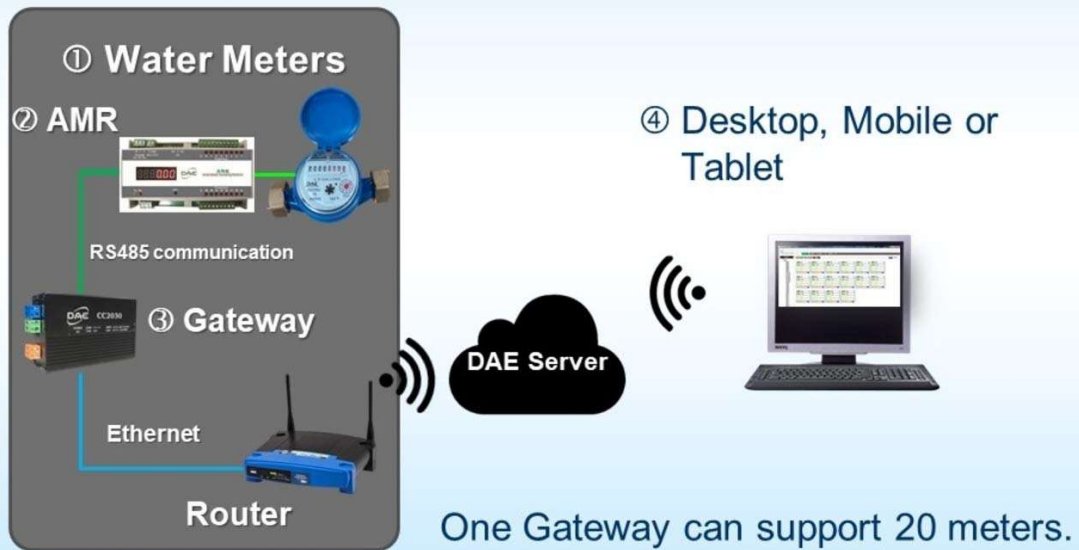 ① Water Meters
② AMR
DAE
RS485 communication
DAE CC2030
③ Gateway
Ethernet
Router
DAE Server
④ Desktop, Mobile or
Tablet
One Gateway can support 20 meters.